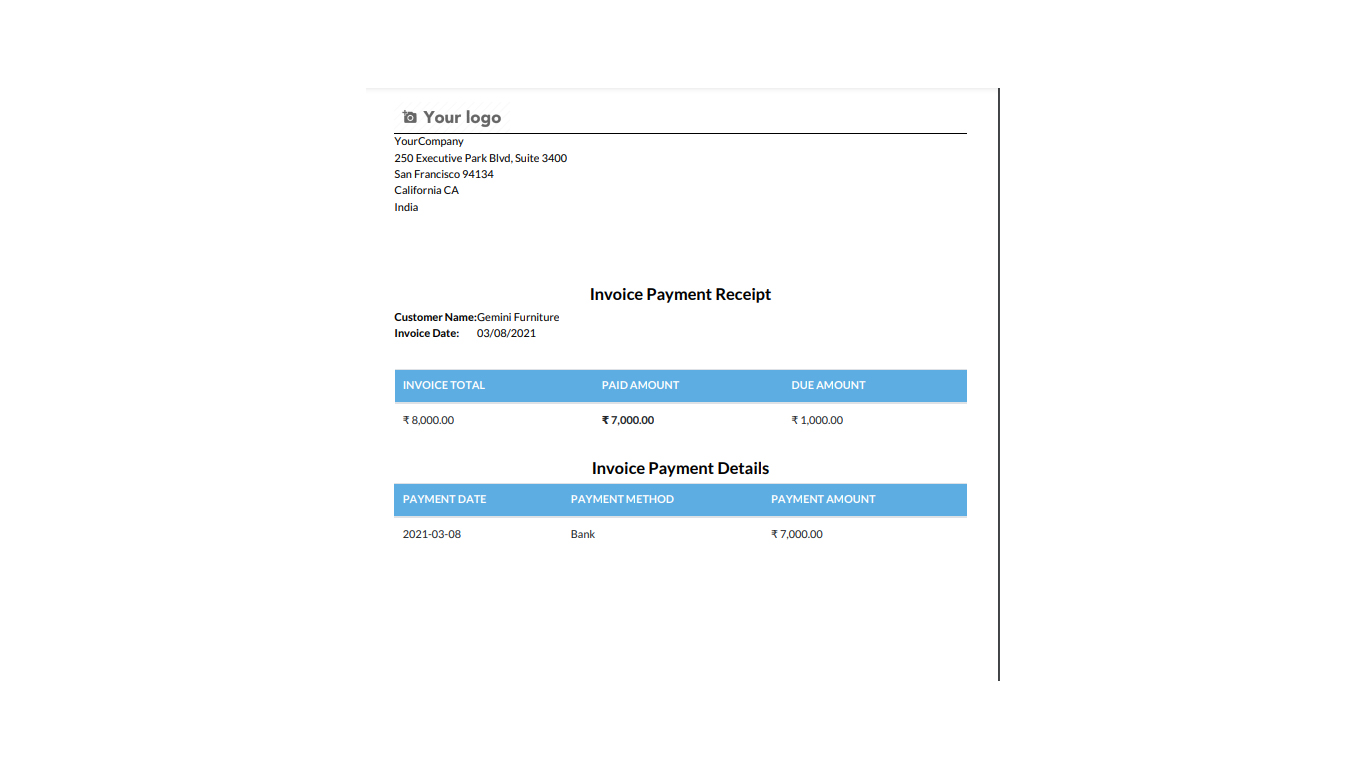 Your logo
YourCompany
250 Executive Park Blvd, Suite 3400
San Francisco 94134
California CA
India
Invoice Payment Receipt
Customer Name:Gemini Furniture
Invoice Date: 03/08/2021
INVOICE TOTAL PAID AMOUNT DUE AMOUNT
₹ 8,000.00 ₹ 7,000.00 ₹ 1,000.00
Invoice Payment Details
PAYMENT DATE PAYMENT METHOD PAYMENT AMOUNT
2021-03-08 Bank ₹ 7,000.00